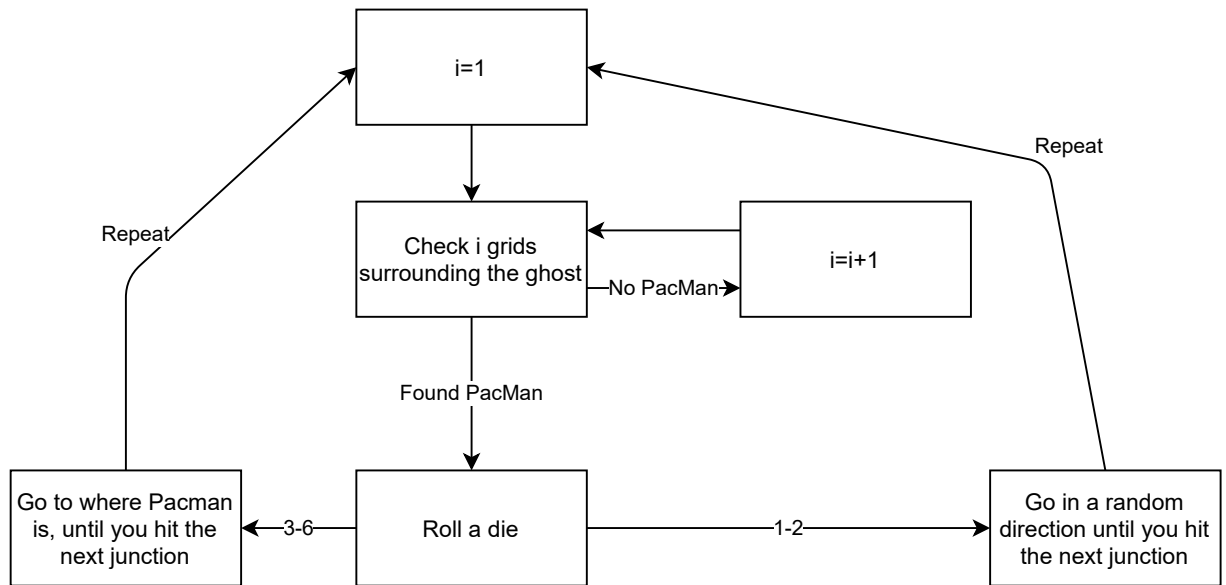 i=1
Repeat
Repeat
Check i grids
surrounding the ghost
i=i+1
No PacMan
Found PacMan
Go to where Pacman
is, until you hit the
next junction
3-6
Roll a die
1-2
Go in a random
direction until you hit
the next junction